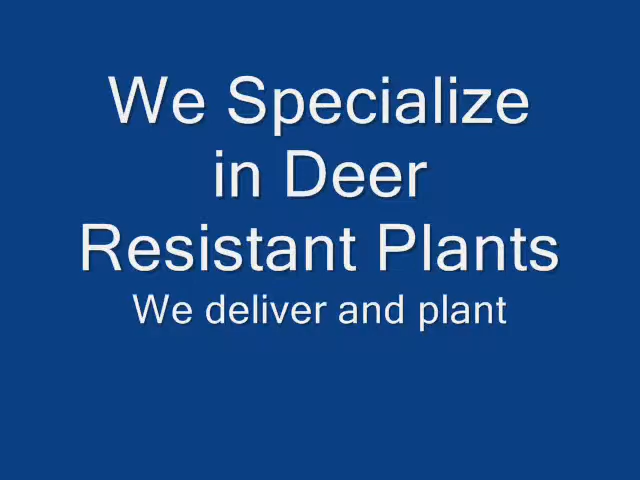 We Specialize
in Deer
Resistant Plants
We deliver and plant